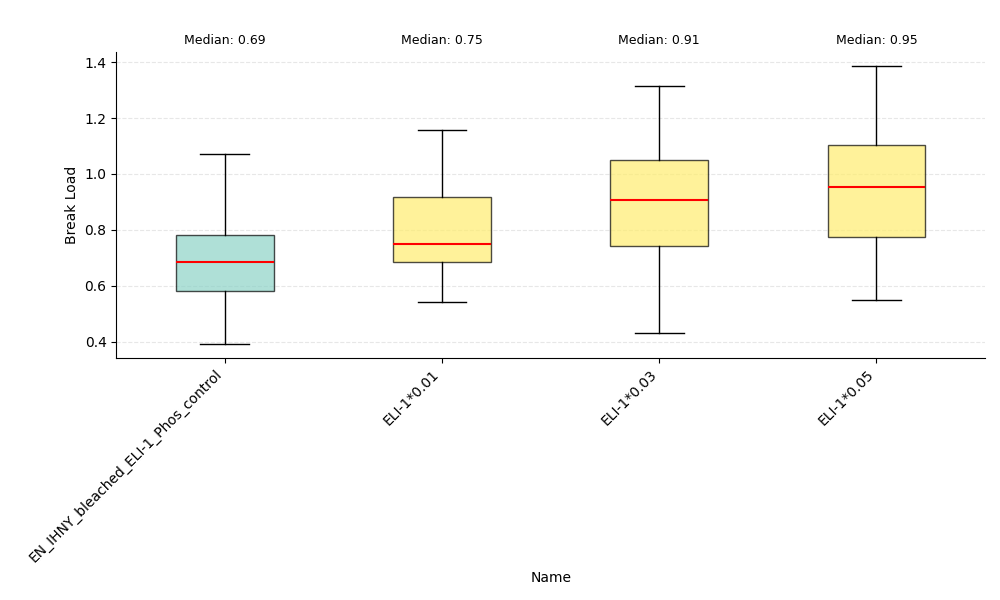 Median: 0.69
Median: 0.75
Median: 0.91
Median: 0.95
Break Load
1.4
1.2
1.0
0.8
0.6
0.4
EN_IHNY_bleached_ELI-1_Phos_control
ELI-1*0.01
ELI-1*0.03
ELI-1*0.05
Name